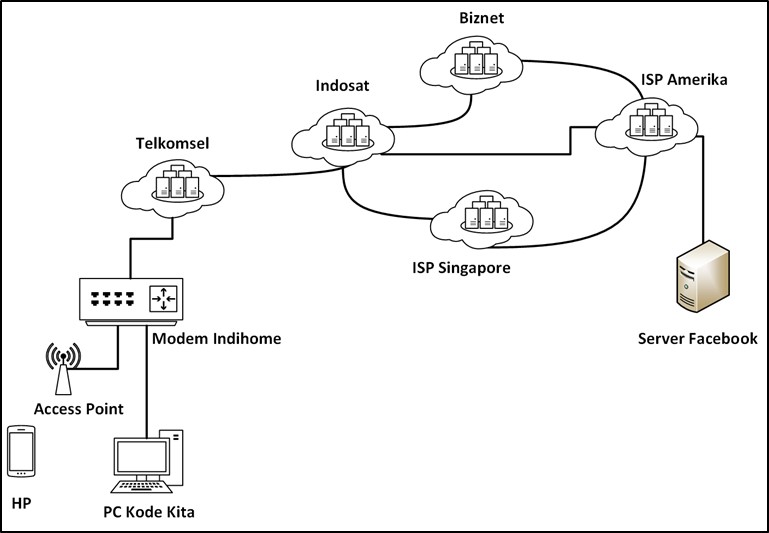 Biznet
ISP Amerika
Indosat
Telkomsel
ISP Singapore
Modem Indihome
Server Facebook
Access Point
HP
PC Kode Kita